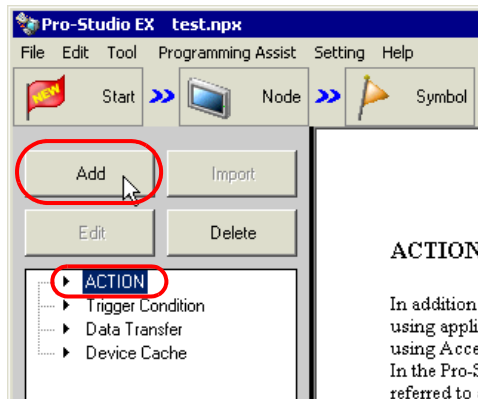 Pro-Studio EX test.npx
File Edit Tool Programming Assist Setting Help
NEW Start Node Symbol
Add Import
Edit Delete
ACTION
Trigger Condition
Data Transfer
Device Cache
ACTION
In addition
using appli
using Acce
In the Pro-S
referred to